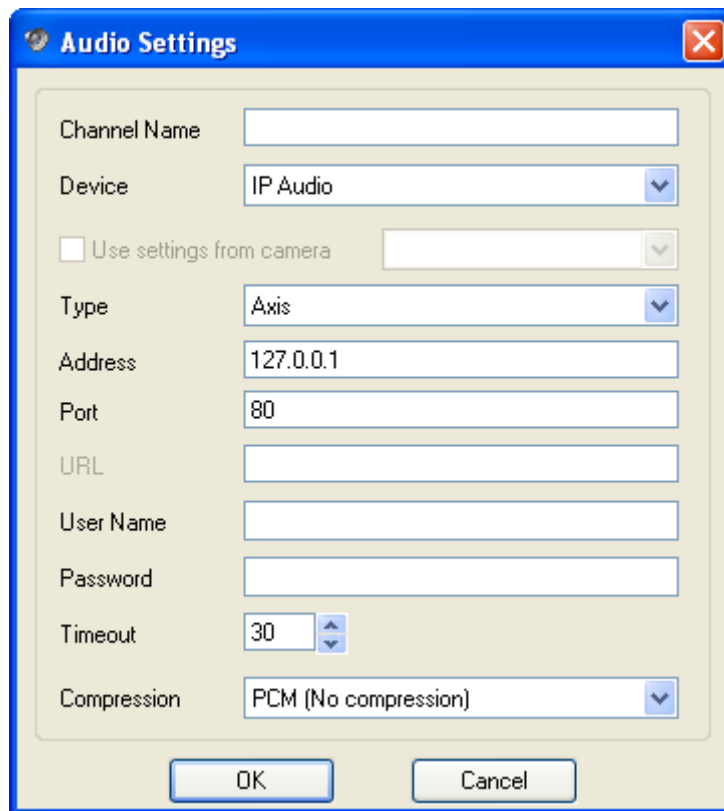 Audio Settings
Channel Name
Device IP Audio
Use settings from camera
Type Axis
Address 127.0.0.1
Port 80
URL
User Name
Password
Timeout 30
Compression PCM (No compression)
OK Cancel